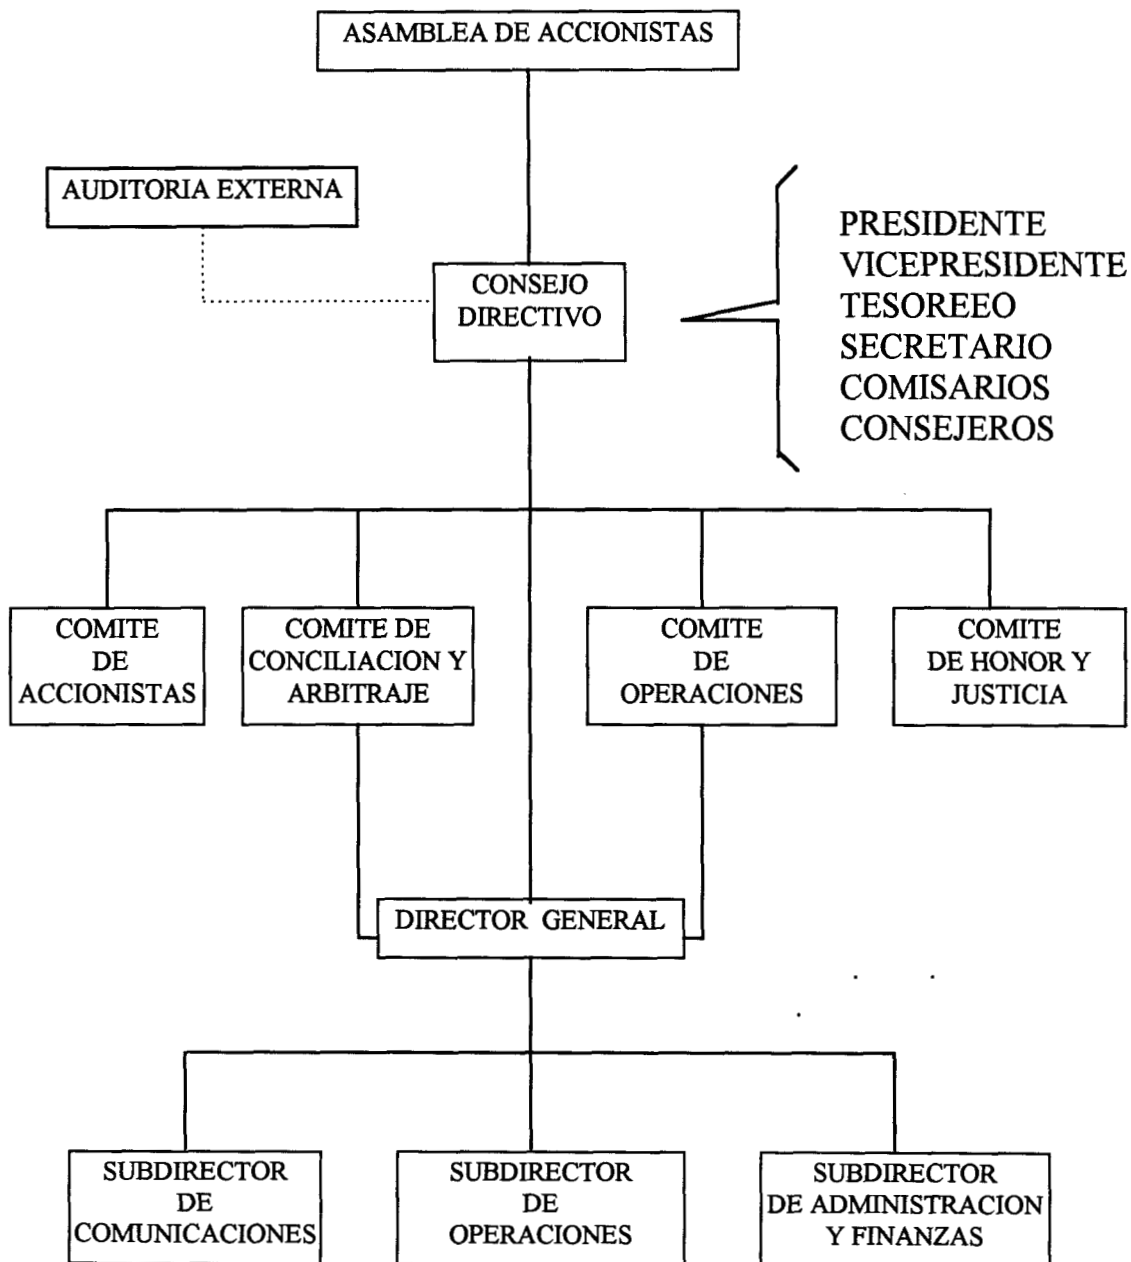 ASAMBLEA DE ACCIONISTAS
AUDITORIA EXTERNA
CONSEJO
DIRECTIVO
PRESIDENTE
VICEPRESIDENTE
TESOREEO
SECRETARIO
COMISARIOS
CONSEJEROS
COMITE
DE
ACCIONISTAS
COMITE DE
CONCILIACION Y
ARBITRAJE
COMITE
DE
OPERACIONES
COMITE
DE HONOR Y
JUSTICIA
DIRECTOR GENERAL
SUBDIRECTOR
DE
COMUNICACIONES
SUBDIRECTOR
DE
OPERACIONES
SUBDIRECTOR
DE ADMINISTRACION
Y FINANZAS